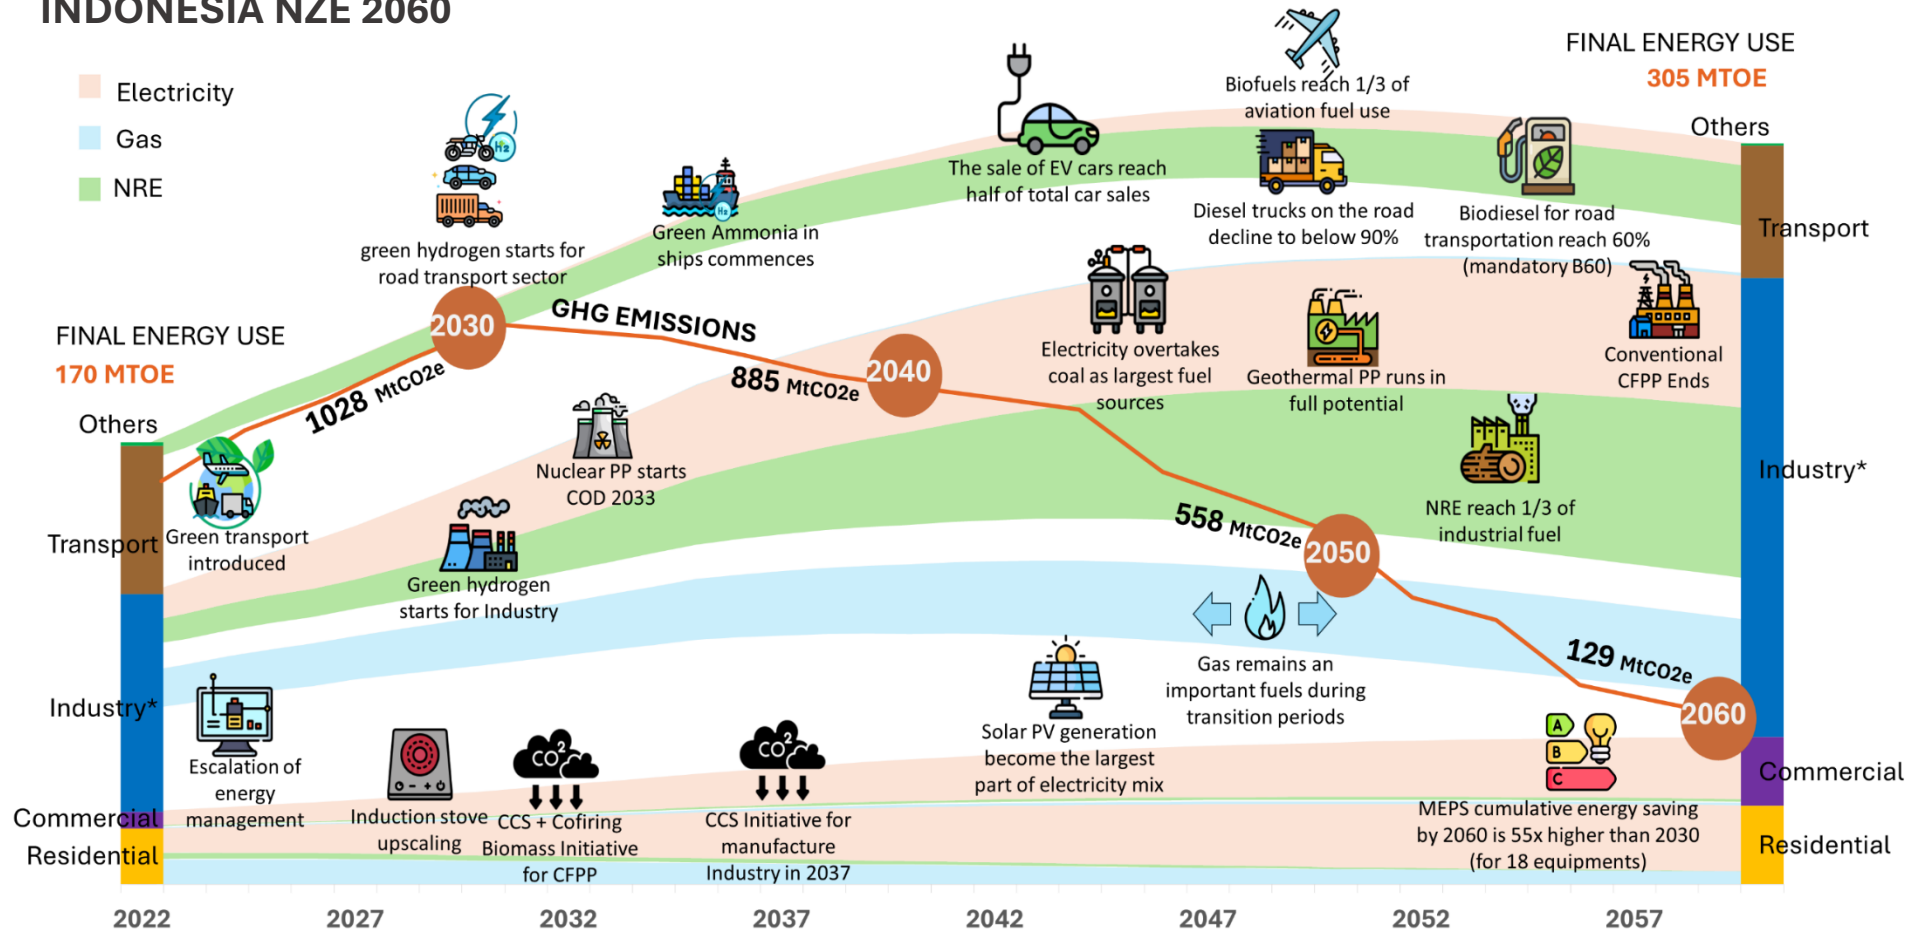 INDONESIA NZE 2060
Electricity
Gas
NRE
FINAL ENERGY USE
170 MTOE
Others
Transport
Industry*
Commercial
Residential
Green transport
introduced
green hydrogen starts for
road transport sector
H2
Green Ammonia in
ships commences
H2
The sale of EV cars reach
half of total car sales
Biofuels reach 1/3 of
aviation fuel use
Diesel trucks on the road
decline to below 90%
Biodiesel for road
transportation reach 60%
(mandatory B60)
FINAL ENERGY USE
305 MTOE
Others
Transport
Industry*
Commercial
Residential
GHG EMISSIONS
1028 MtCO2e
2030
885 MtCO2e
2040
558 MtCO2e
2050
129 MtCO2e
2060
Nuclear PP starts
COD 2033
Green hydrogen
starts for Industry
Electricity overtakes
coal as largest fuel
sources
Geothermal PP runs in
full potential
Conventional
CFPP Ends
NRE reach 1/3 of
industrial fuel
Gas remains an
important fuels during
transition periods
Solar PV generation
become the largest
part of electricity mix
Escalation of
energy
management
Induction stove
upscaling
CO2
CCS + Cofiring
Biomass Initiative
for CFPP
CO2
CCS Initiative for
manufacture
Industry in 2037
A
B
C
MEPS cumulative energy saving
by 2060 is 55x higher than 2030
(for 18 equipments)
2022 2027 2032 2037 2042 2047 2052 2057